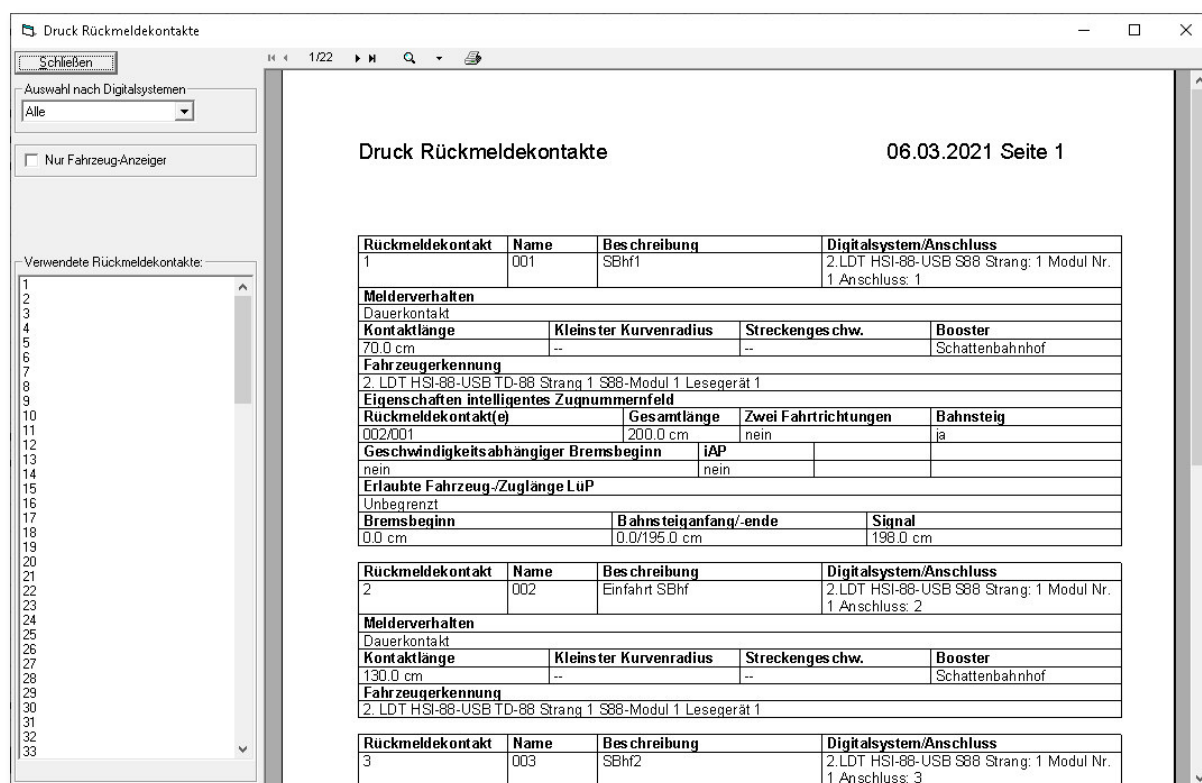 Druck Rückmeldekontakte
Schließen
1/22
Auswahl nach Digitalsystemen
Alle
Nur Fahrzeug-Anzeiger
Verwendete Rückmeldekontakte:
1
2
3
4
5
6
7
8
9
10
11
12
13
14
15
16
17
18
19
20
21
22
23
24
25
26
27
28
29
30
31
32
33
Druck Rückmeldekontakte 06.03.2021 Seite 1
Rückmeldekontakt Name Beschreibung Digitalsystem/Anschluss
1 001 SBhf1 2.LDT HSI-88-USB S88 Strang: 1 Modul Nr.
1 Anschluss: 1
Melderverhalten
Dauerkontakt
Kontaktlänge Kleinster Kurvenradius Streckengeschw. Booster
70.0 cm -- -- Schattenbahnhof
Fahrzeugerkennung
2. LDT HSI-88-USB TD-88 Strang 1 S88-Modul 1 Lesegerät 1
Eigenschaften intelligentes Zugnummernfeld
Rückmeldekontakt(e) Gesamtlänge Zwei Fahrtrichtungen Bahnsteig
002/001 200.0 cm nein ja
Geschwindigkeitsabhängiger Bremsbeginn iAP
nein nein
Erlaubte Fahrzeug-/Zuglänge LüP
Unbegrenzt
Bremsbeginn Bahnsteiganfang/-ende Signal
0.0 cm 0.0/195.0 cm 198.0 cm
Rückmeldekontakt Name Beschreibung Digitalsystem/Anschluss
2 002 Einfahrt SBhf 2.LDT HSI-88-USB S88 Strang: 1 Modul Nr.
1 Anschluss: 2
Melderverhalten
Dauerkontakt
Kontaktlänge Kleinster Kurvenradius Streckengeschw. Booster
130.0 cm -- -- Schattenbahnhof
Fahrzeugerkennung
2. LDT HSI-88-USB TD-88 Strang 1 S88-Modul 1 Lesegerät 1
Rückmeldekontakt Name Beschreibung Digitalsystem/Anschluss
3 003 SBhf2 2.LDT HSI-88-USB S88 Strang: 1 Modul Nr.
1 Anschluss: 3